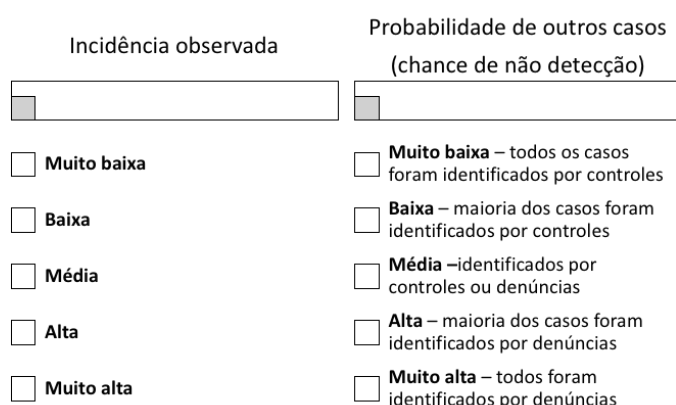 Incidência observada
Probabilidade de outros casos
(chance de não detecção)
Muito baixa
Baixa
Média
Alta
Muito alta
Muito baixa – todos os casos
foram identificados por controles
Baixa – maioria dos casos foram
identificados por controles
Média –identificados por
controles ou denúncias
Alta – maioria dos casos foram
identificados por denúncias
Muito alta – todos foram
identificados por denúncias